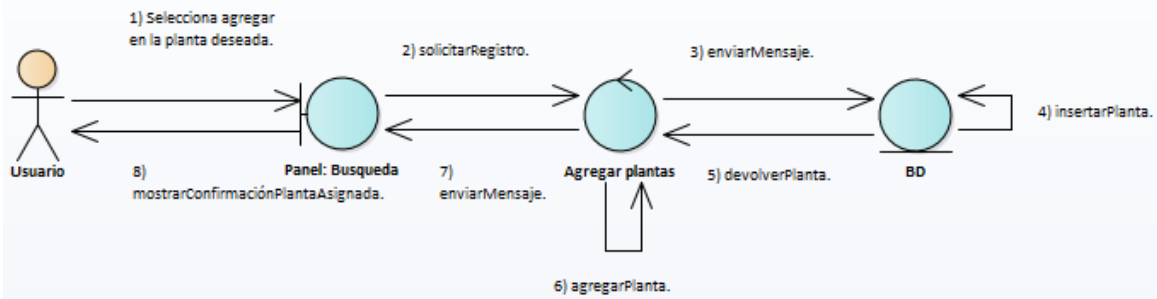 1) Selecciona agregar
en la planta deseada.
2) solicitarRegistro.
3) enviarMensaje.
4) insertarPlanta.
Usuario
8)
mostrarConfirmaciónPlantaAsignada.
Panel: Busqueda
7)
enviarMensaje.
Agregar plantas
5) devolverPlanta.
BD
6) agregarPlanta.